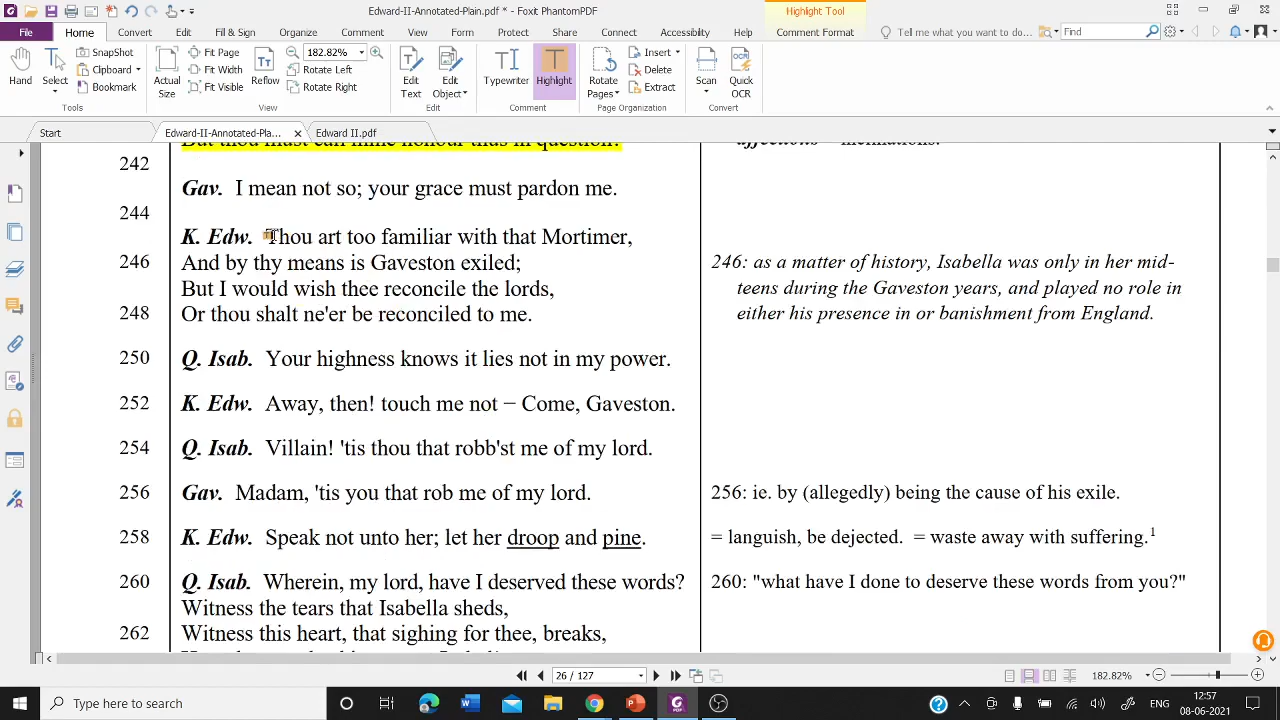 Edward-II-Annotated-Plain.pdf * - Foxit PhantomPDF
Highlight Tool
File Home Convert Edit Organize Comment View Form Protect Share Connect Accessibility Help Comment Format Tell me what you want to do... Find
SnapShot
Clipboard
Bookmark
Hand Select
Actual Size
Fit Page
Fit Width
Fit Visible
Reflow
182.82%
Rotate Left
Rotate Right
Edit Text Edit Object
Typewriter Highlight
Rotate Pages
Insert
Delete
Extract
Scan Quick OCR
Tools View Edit Comment Page Organization Convert
Start Edward-II-Annotated-Pla... Edward II.pdf
But thou must call mine honour thus in question? affections = inclinations.
242
Gav. I mean not so; your grace must pardon me.
244
K. Edw. Thou art too familiar with that Mortimer,
246 And by thy means is Gaveston exiled; 246: as a matter of history, Isabella was only in her mid-
But I would wish thee reconcile the lords, teens during the Gaveston years, and played no role in
248 Or thou shalt ne'er be reconciled to me. either his presence in or banishment from England.
250 Q. Isab. Your highness knows it lies not in my power.
252 K. Edw. Away, then! touch me not − Come, Gaveston.
254 Q. Isab. Villain! 'tis thou that robb'st me of my lord.
256 Gav. Madam, 'tis you that rob me of my lord. 256: ie. by (allegedly) being the cause of his exile.
258 K. Edw. Speak not unto her; let her droop and pine. = languish, be dejected. = waste away with suffering.1
260 Q. Isab. Wherein, my lord, have I deserved these words? 260: "what have I done to deserve these words from you?"
Witness the tears that Isabella sheds,
262 Witness this heart, that sighing for thee, breaks,
26 / 127
182.82%
Type here to search
ENG
12:57
08-06-2021